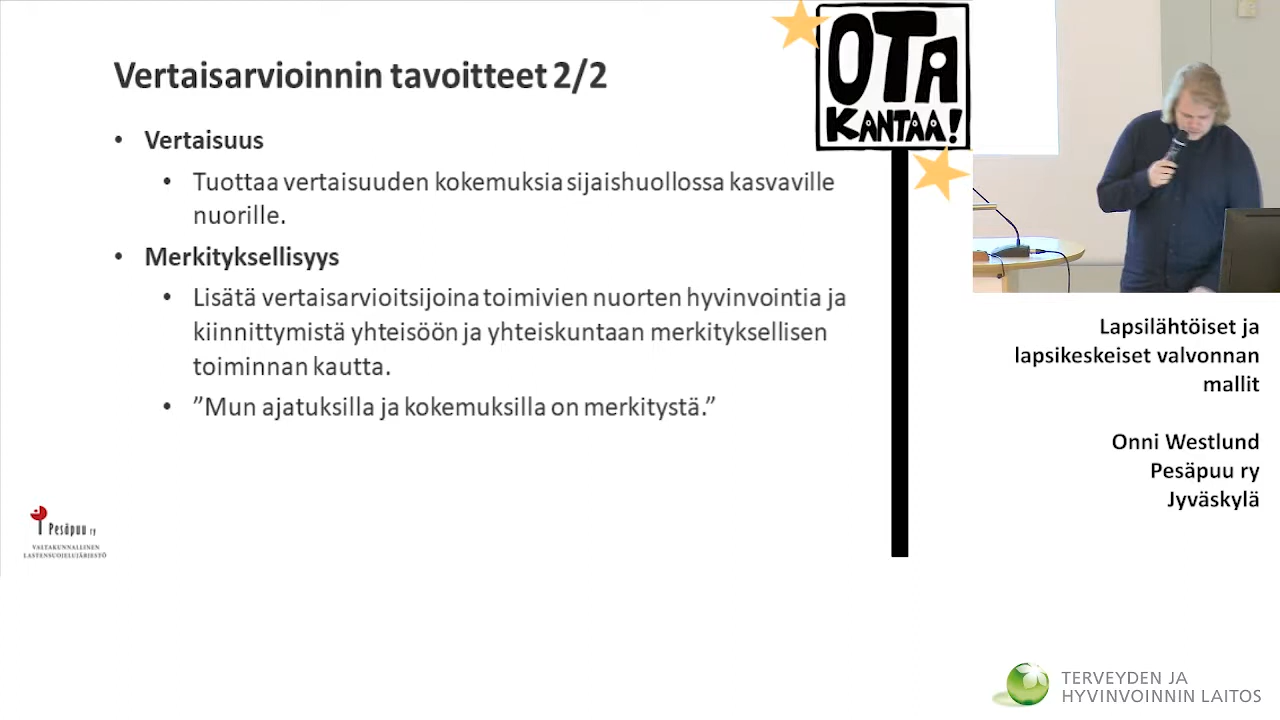 Vertaisarvioinnin tavoitteet 2/2
• Vertaisuus
• Tuottaa vertaisuuden kokemuksia sijaishuollossa kasvaville
nuorille.
• Merkityksellisyys
• Lisätä vertaisarvioitsijoina toimivien nuorten hyvinvointia ja
kiinnittymistä yhteisöön ja yhteiskuntaan merkityksellisen
toiminnan kautta.
• ”Mun ajatuksilla ja kokemuksilla on merkitystä.”
OTA
KANTAA!
Pesäpuu ry
VALTAKUNNALLINEN
LASTENSUOJELUJÄRJESTÖ
Lapsilähtöiset ja
lapsikeskeiset valvonnan
mallit
Onni Westlund
Pesäpuu ry
Jyväskylä
TERVEYDEN JA
HYVINVOINNIN LAITOS